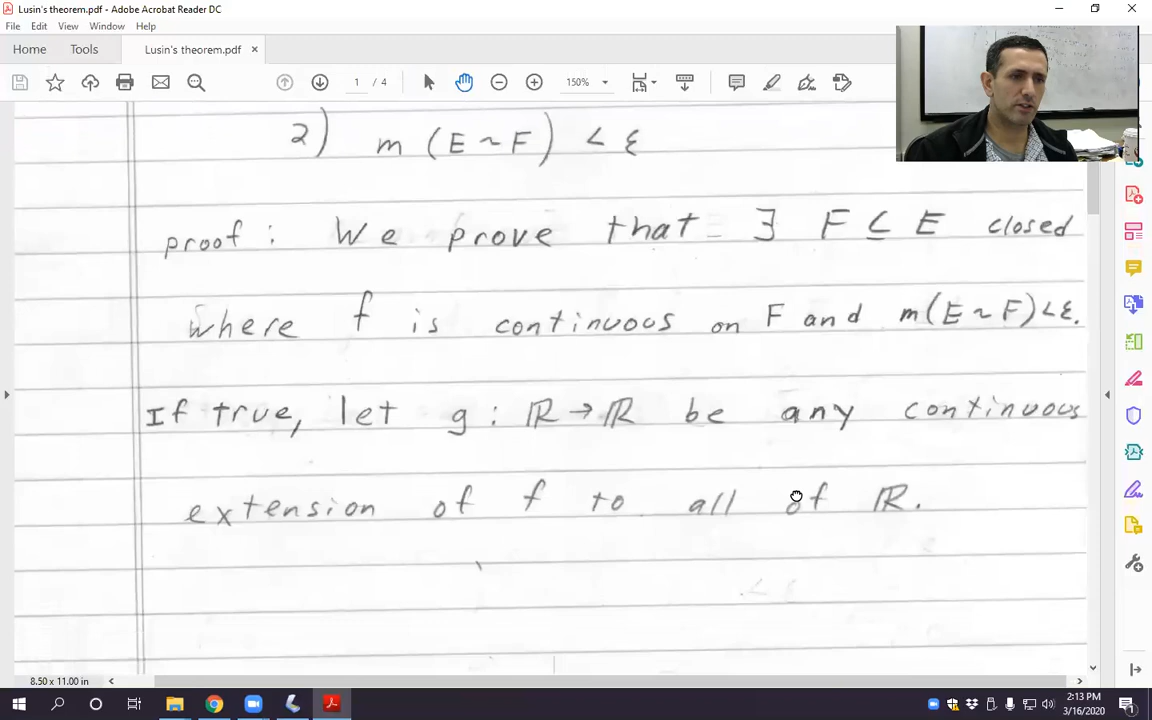 Lusin's theorem.pdf - Adobe Acrobat Reader DC
File Edit View Window Help
Home Tools Lusin's theorem.pdf ×
1 / 4 150%
2) m (E ~ F) < ε
proof : We prove that ∃ F ⊆ E closed
where f is continuous on F and m(E ~ F) < ε.
If true, let g : ℝ → ℝ be any continuous
extension of f to all of ℝ.
8.50 x 11.00 in
2:13 PM
3/16/2020